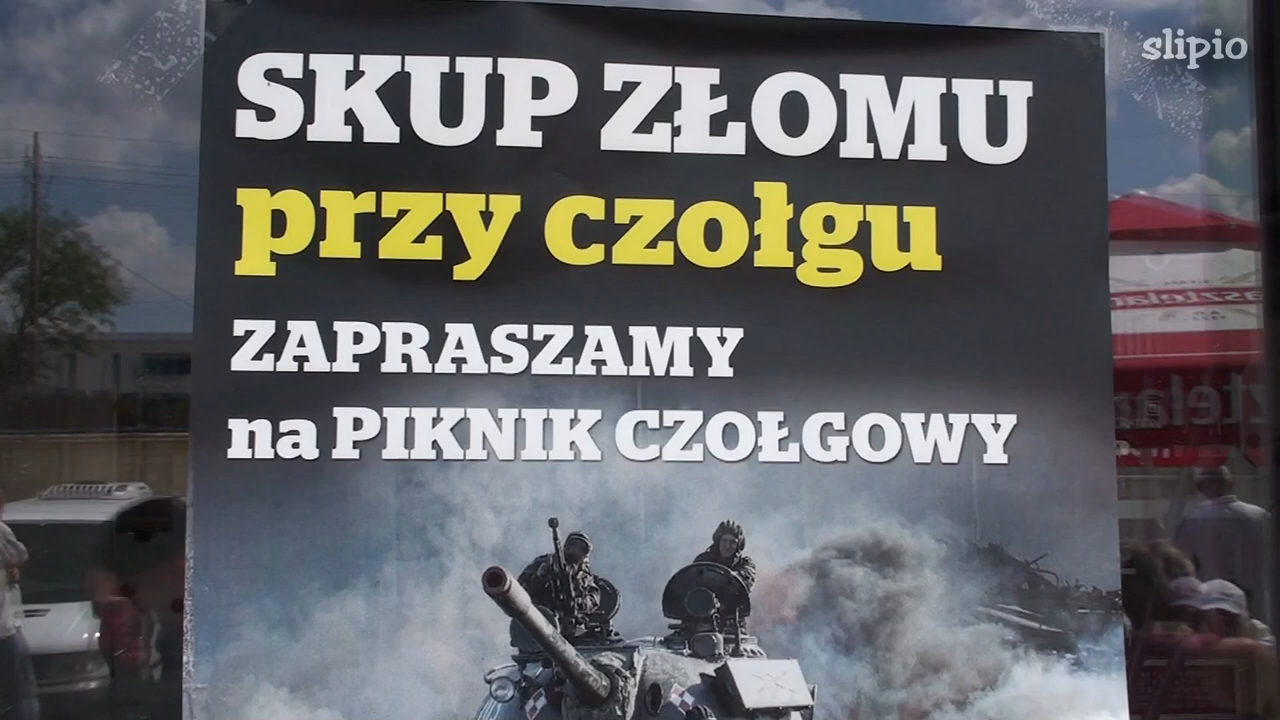 slipio
SKUP ZŁOMU
przy czołgu
ZAPRASZAMY
na PIKNIK CZOŁGOWY